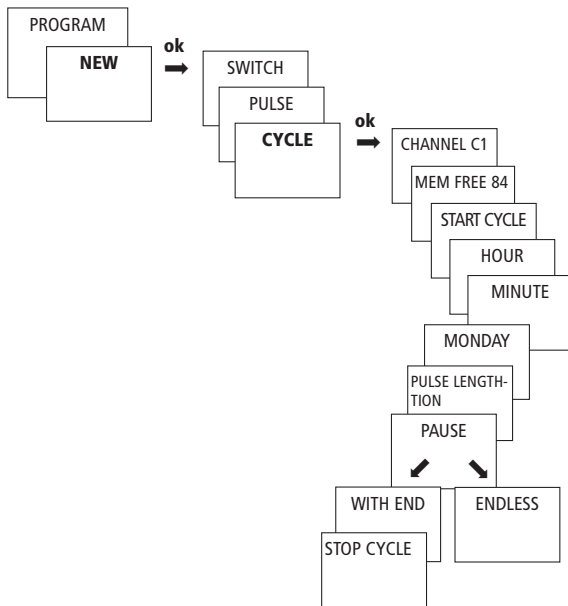 PROGRAM
NEW
ok
SWITCH
PULSE
CYCLE
ok
CHANNEL C1
MEM FREE 84
START CYCLE
HOUR
MINUTE
MONDAY
PULSE LENGTH-
TION
PAUSE
WITH END
ENDLESS
STOP CYCLE